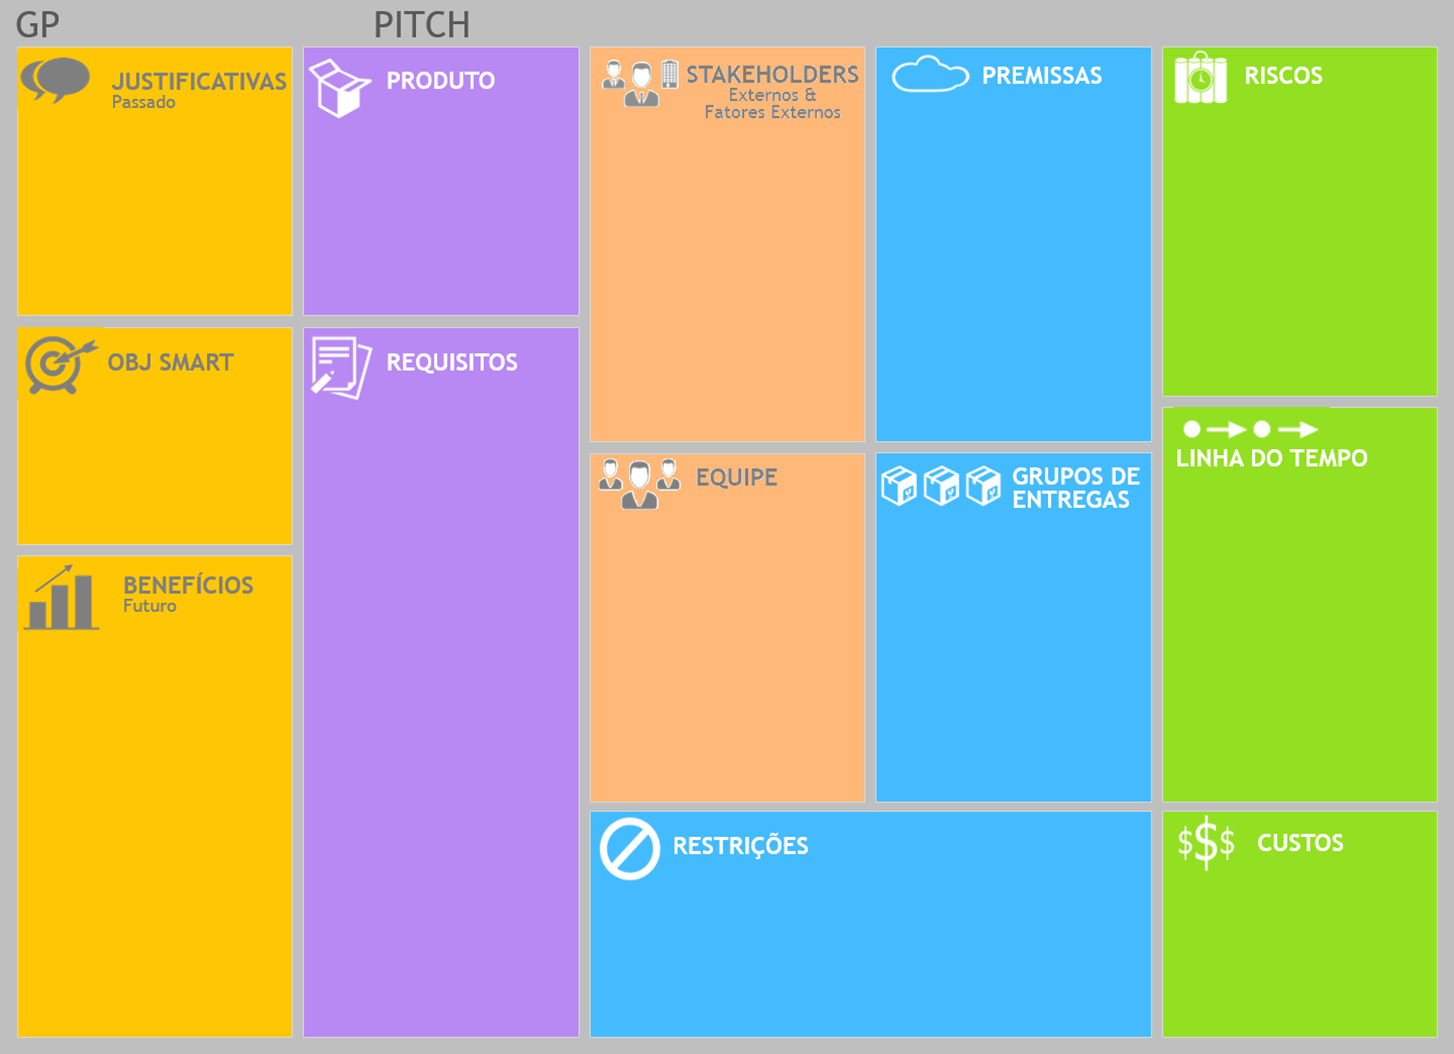 GP
PITCH
JUSTIFICATIVAS
Passado
OBJ SMART
BENEFÍCIOS
Futuro
PRODUTO
REQUISITOS
STAKEHOLDERS
Externos &
Fatores Externos
EQUIPE
PREMISSAS
GRUPOS DE
ENTREGAS
RESTRIÇÕES
RISCOS
LINHA DO TEMPO
$$$
CUSTOS